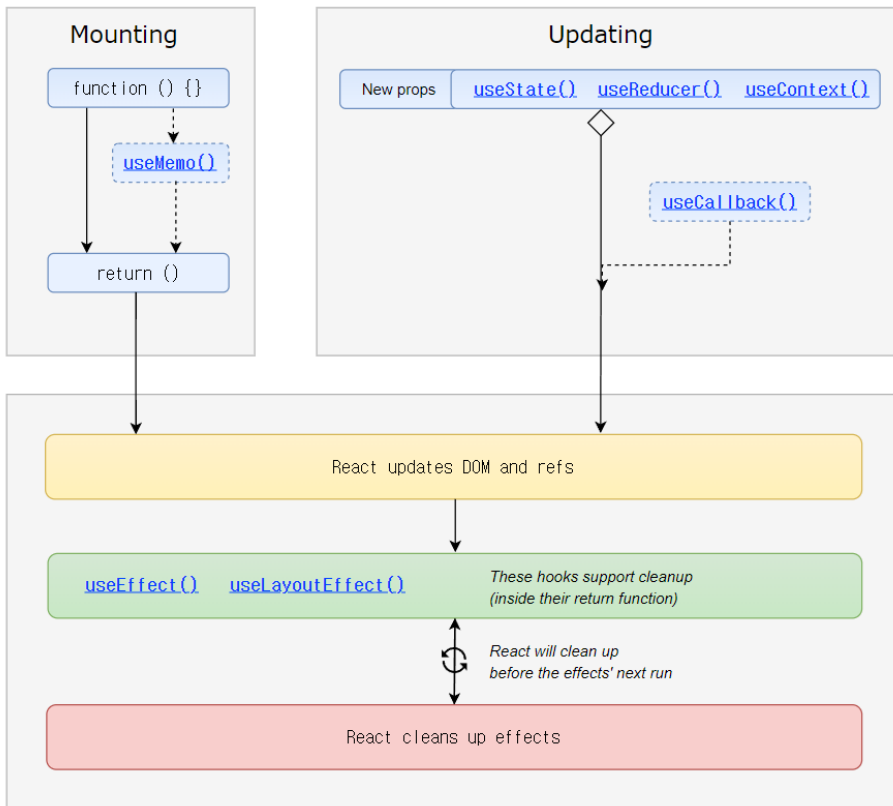 Mounting
function () {}
useMemo()
return ()
Updating
New props
useState() useReducer() useContext()
useCallback()
React updates DOM and refs
useEffect() useLayoutEffect()
These hooks support cleanup
(inside their return function)
React will clean up
before the effects' next run
React cleans up effects